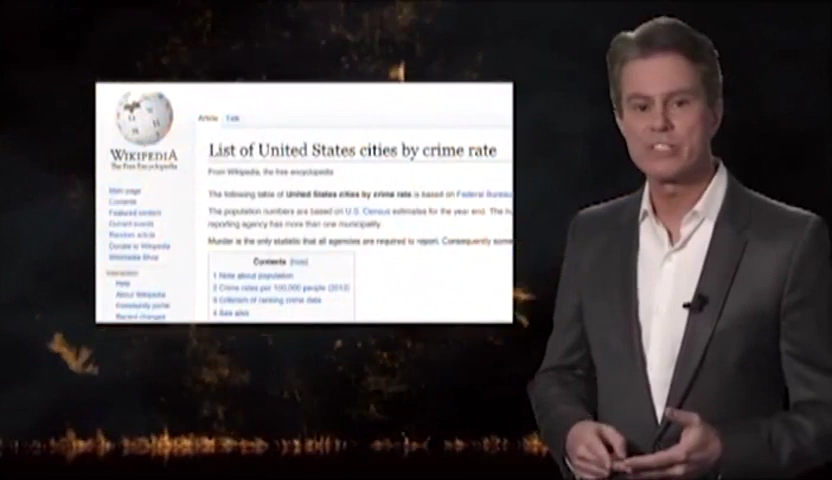 Article Talk
List of United States cities by crime rate
WIKIPEDIA
The Free Encyclopedia
From Wikipedia, the free encyclopedia
Main page
Contents
Featured content
Current events
Random article
Donate to Wikipedia
Wikimedia Shop
Interaction
Help
About Wikipedia
Community portal
Recent changes
The following table of United States cities by crime rate is based on Federal Bureau
The population numbers are based on U.S. Census estimates for the year end. The
reporting agency has more than one municipality.
Murder is the only statistic that all agencies are required to report. Consequently some
Contents [hide]
1 Note about population
2 Crime rates per 100,000 people (2012)
3 Criticism of ranking crime data
4 See also